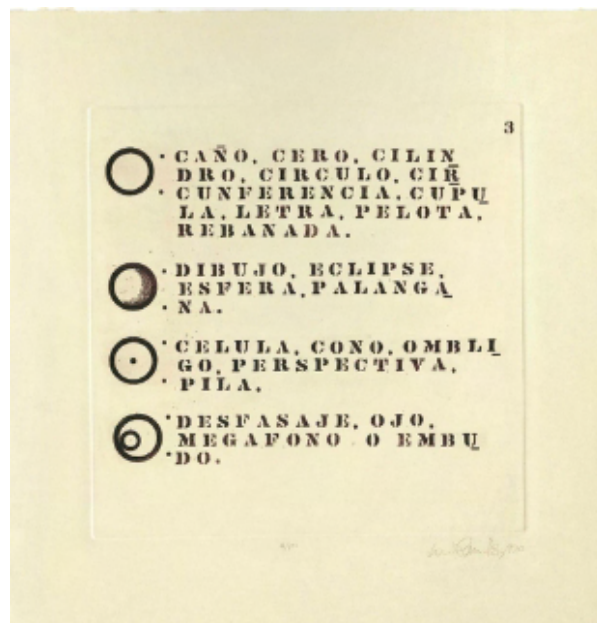 3
CAÑO, CERO, CILIN
DRO, CIRCULO, CIR
CUNFERENCIA, CUPU
LA, LETRA, PELOTA,
REBANADA.
DIBUJO, ECLIPSE,
ESFERA, PALANGA
NA.
CELULA, CONO, OMBLI
GO, PERSPECTIVA,
PILA,
DESFASAJE, OJO,
MEGAFONO O EMBU
DO.